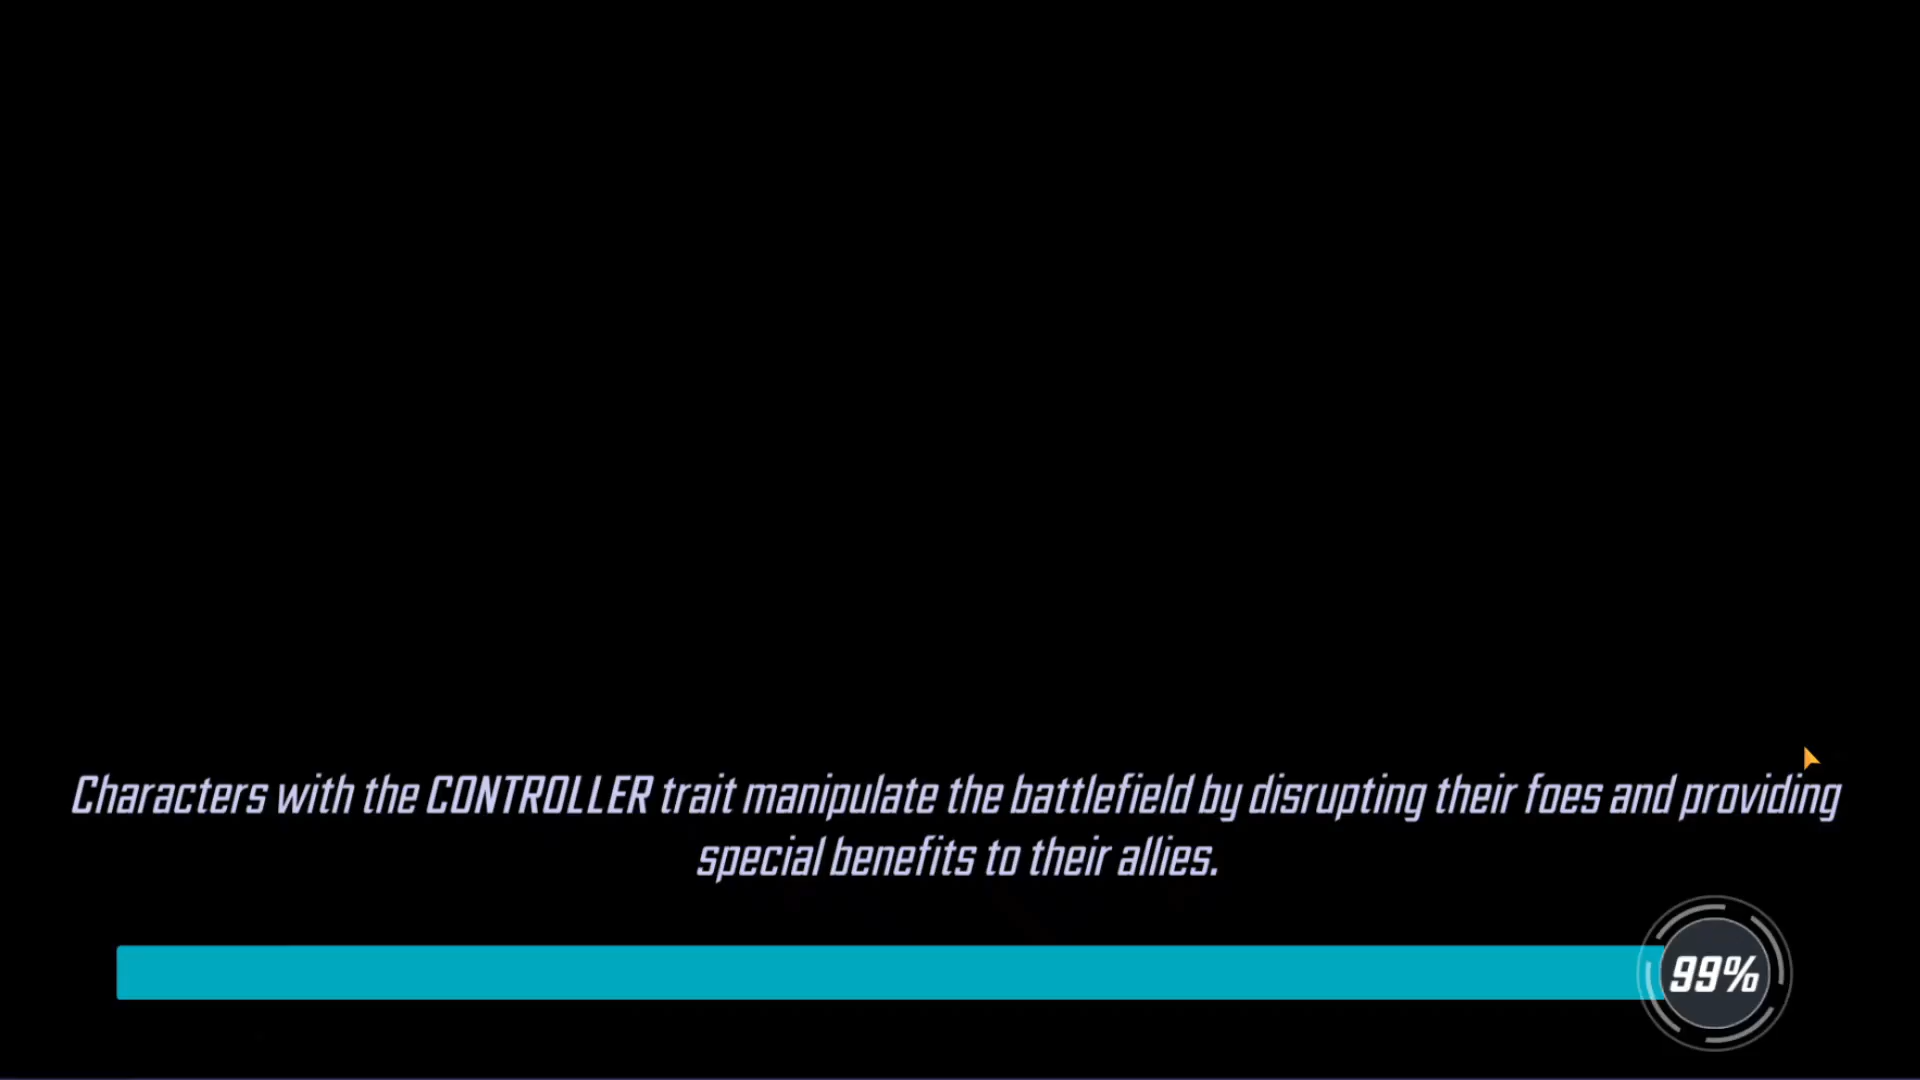 Characters with the CONTROLLER trait manipulate the battlefield by disrupting their foes and providing
special benefits to their allies.
99%